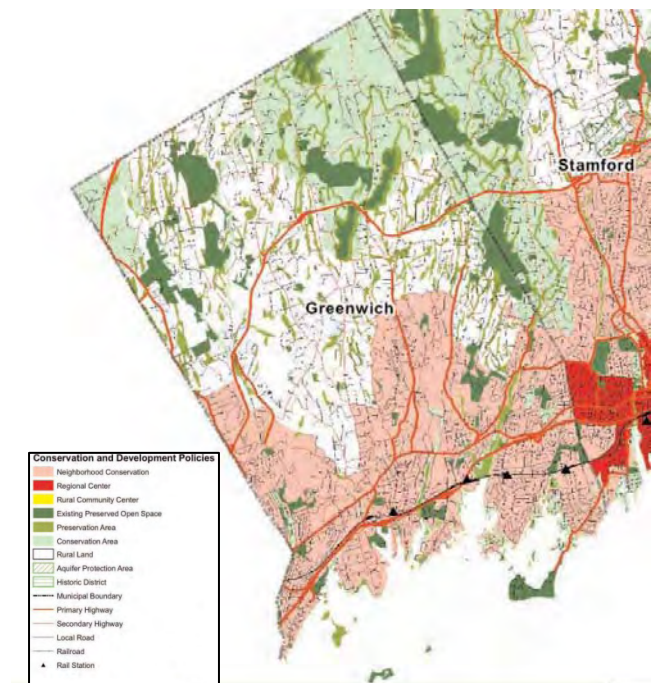 Stamford
Greenwich
Conservation and Development Policies
Neighborhood Conservation
Regional Center
Rural Community Center
Existing Preserved Open Space
Preservation Area
Conservation Area
Rural Land
Aquifer Protection Area
Historic District
Municipal Boundary
Primary Highway
Secondary Highway
Local Road
Railroad
Rail Station